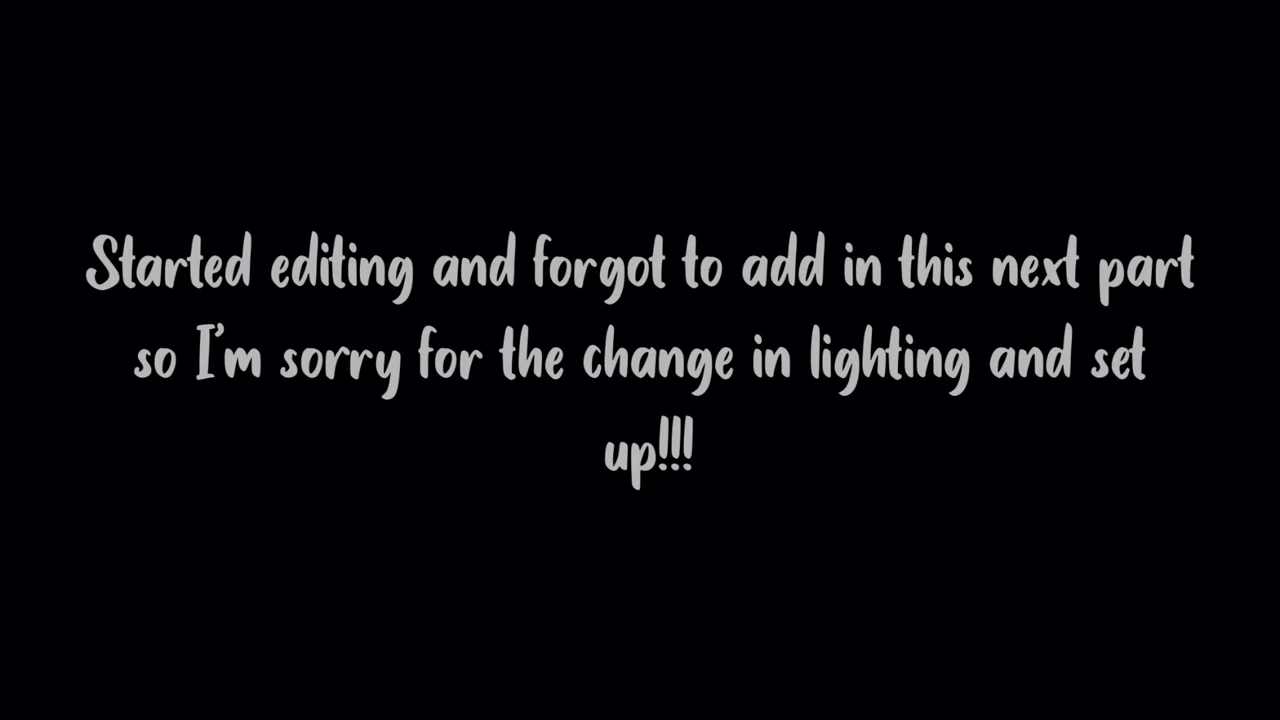 Started editing and forgot to add in this next part
so I'm sorry for the change in lighting and set
up!!!